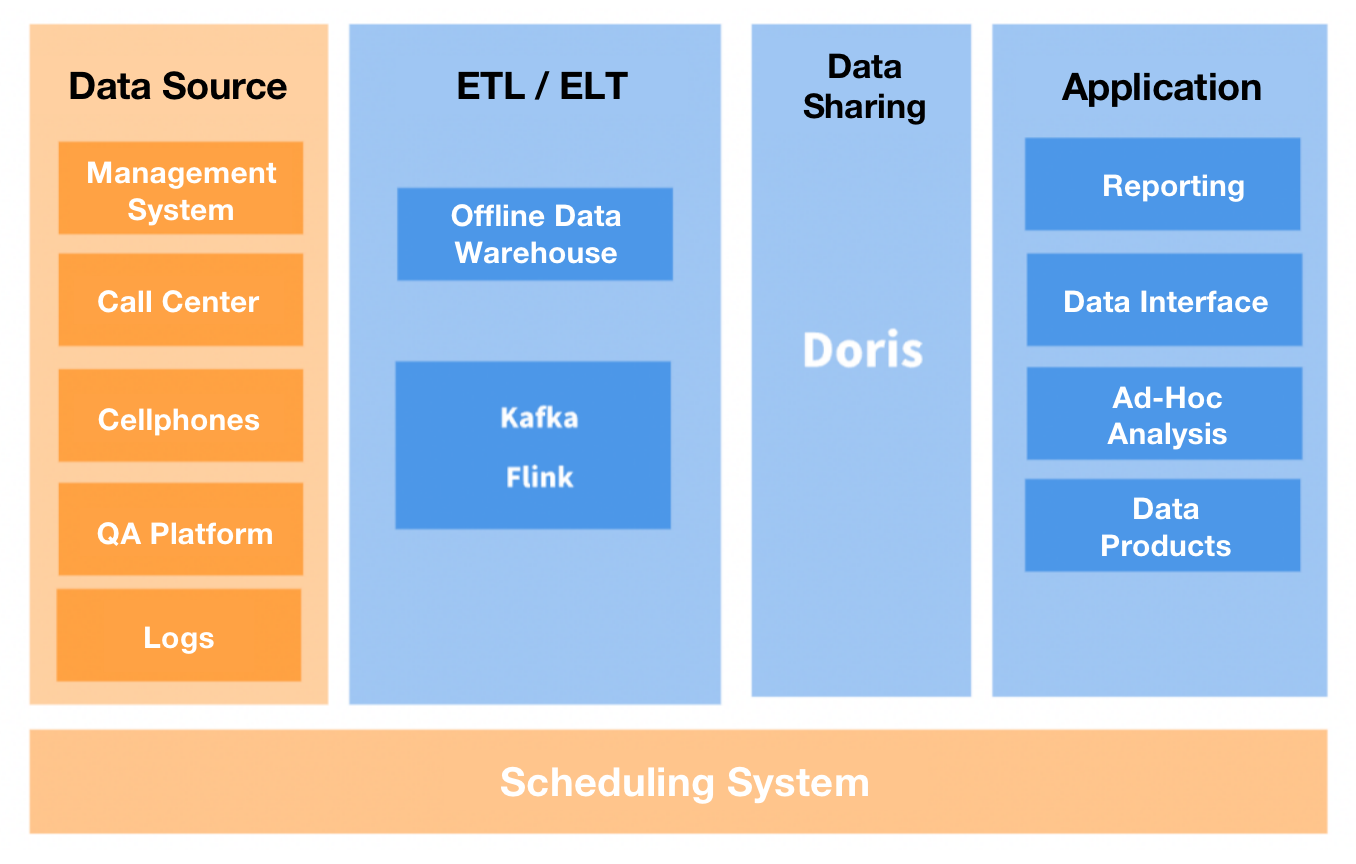 Data Source
Management
System
Call Center
Cellphones
QA Platform
Logs
ETL / ELT
Offline Data
Warehouse
Kafka
Flink
Data
Sharing
Doris
Application
Reporting
Data Interface
Ad-Hoc
Analysis
Data
Products
Scheduling System